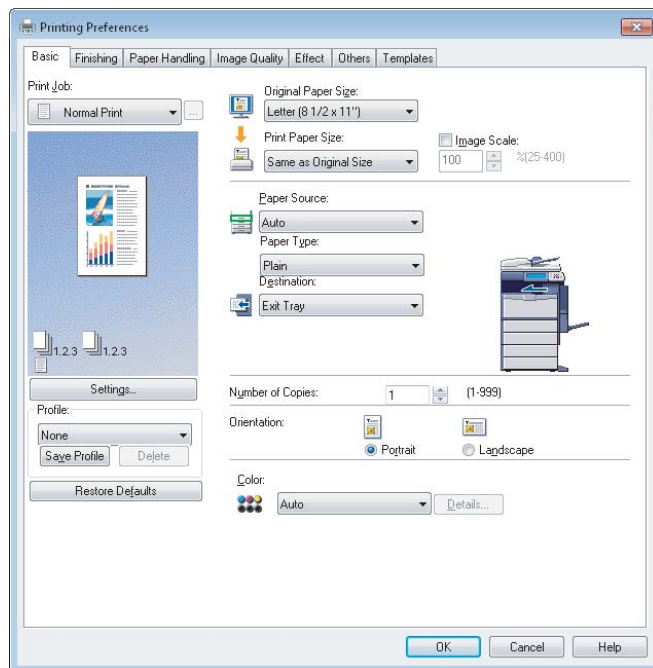 Printing Preferences
Basic Finishing Paper Handling Image Quality Effect Others Templates
Print Job:
Normal Print ...
1.2.3 1.2.3
Settings...
Profile:
None
Save Profile Delete
Restore Defaults
Original Paper Size:
Letter (8 1/2 x 11")
Print Paper Size:
Same as Original Size
Image Scale:
100 %(25-400)
Paper Source:
Auto
Paper Type:
Plain
Destination:
Exit Tray
Number of Copies: 1 (1-999)
Orientation:
Portrait Landscape
Color:
Auto Details...
OK Cancel Help